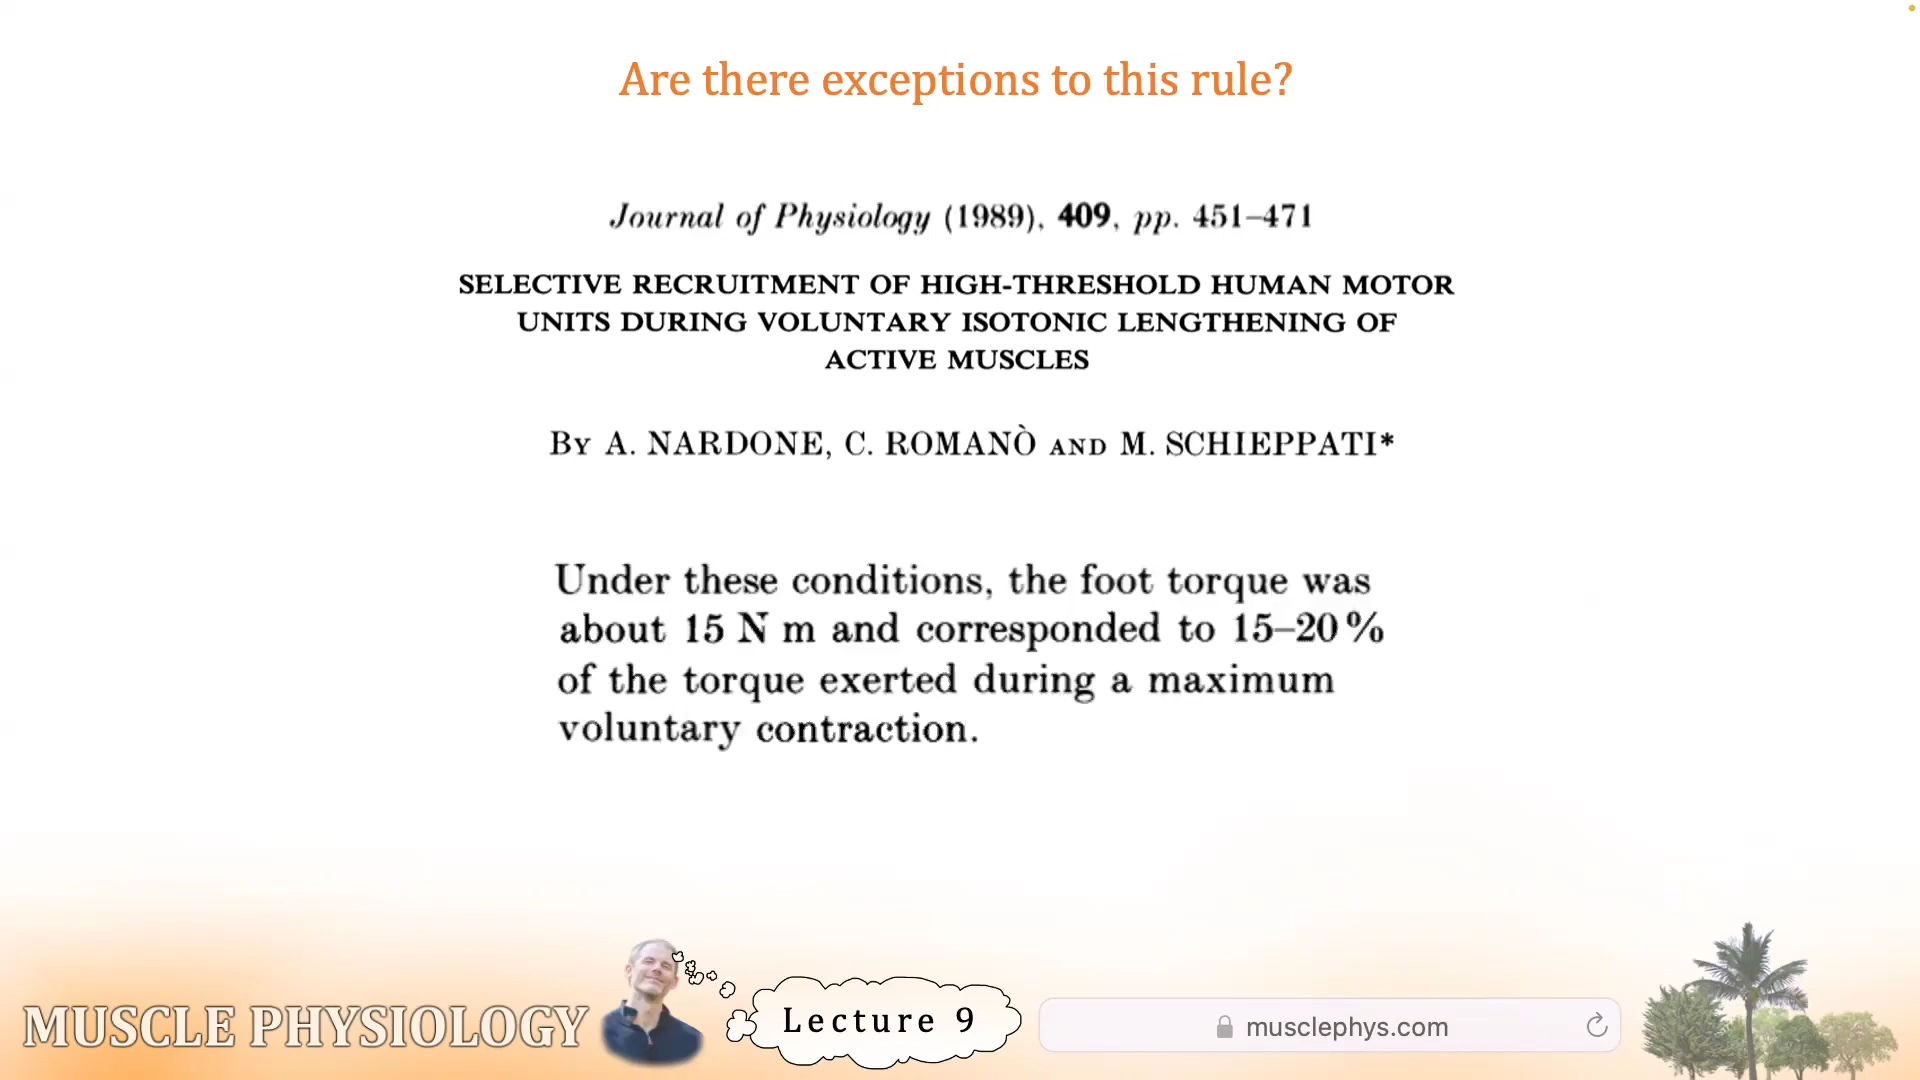 Are there exceptions to this rule?
Journal of Physiology (1989), 409, pp. 451–471
SELECTIVE RECRUITMENT OF HIGH-THRESHOLD HUMAN MOTOR
UNITS DURING VOLUNTARY ISOTONIC LENGTHENING OF
ACTIVE MUSCLES
By A. NARDONE, C. ROMANÒ AND M. SCHIEPPATI*
Under these conditions, the foot torque was
about 15 N m and corresponded to 15–20 %
of the torque exerted during a maximum
voluntary contraction.
MUSCLE PHYSIOLOGY
Lecture 9
musclephys.com